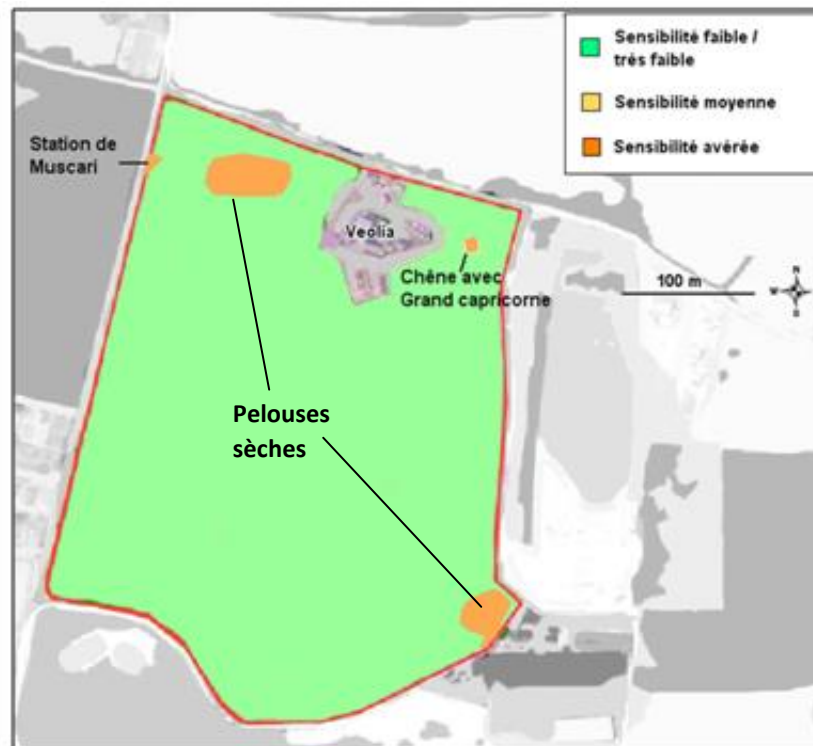 Sensibilité faible /
très faible
Sensibilité moyenne
Sensibilité avérée
Station de
Muscari
Veolia
Chêne avec
Grand capricorne
100 m
N
W
S
Pelouses
sèches